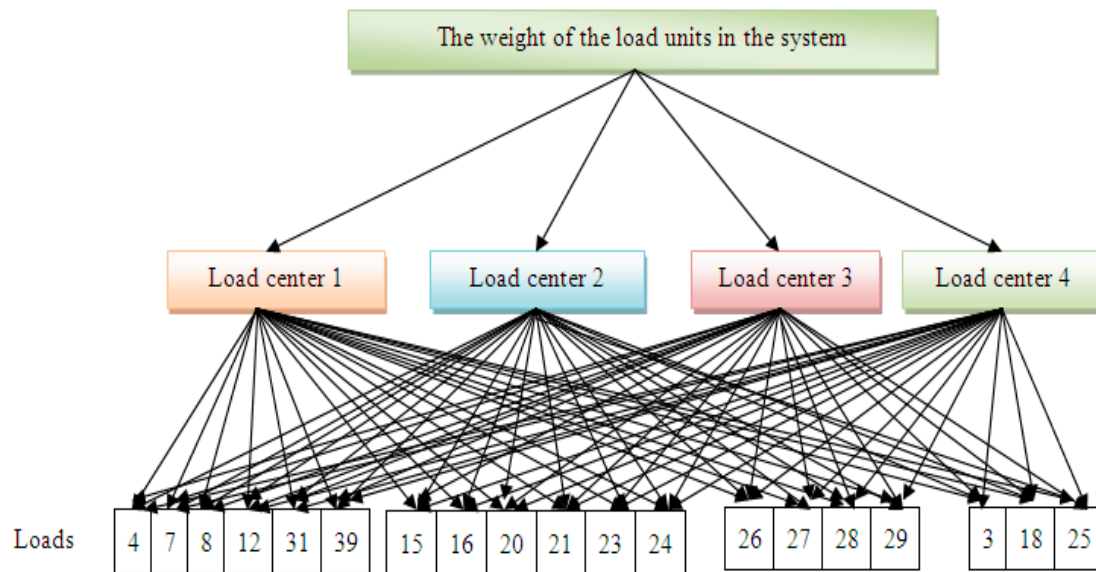 The weight of the load units in the system
Load center 1 Load center 2 Load center 3 Load center 4
Loads 4 7 8 12 31 39 15 16 20 21 23 24 26 27 28 29 3 18 25